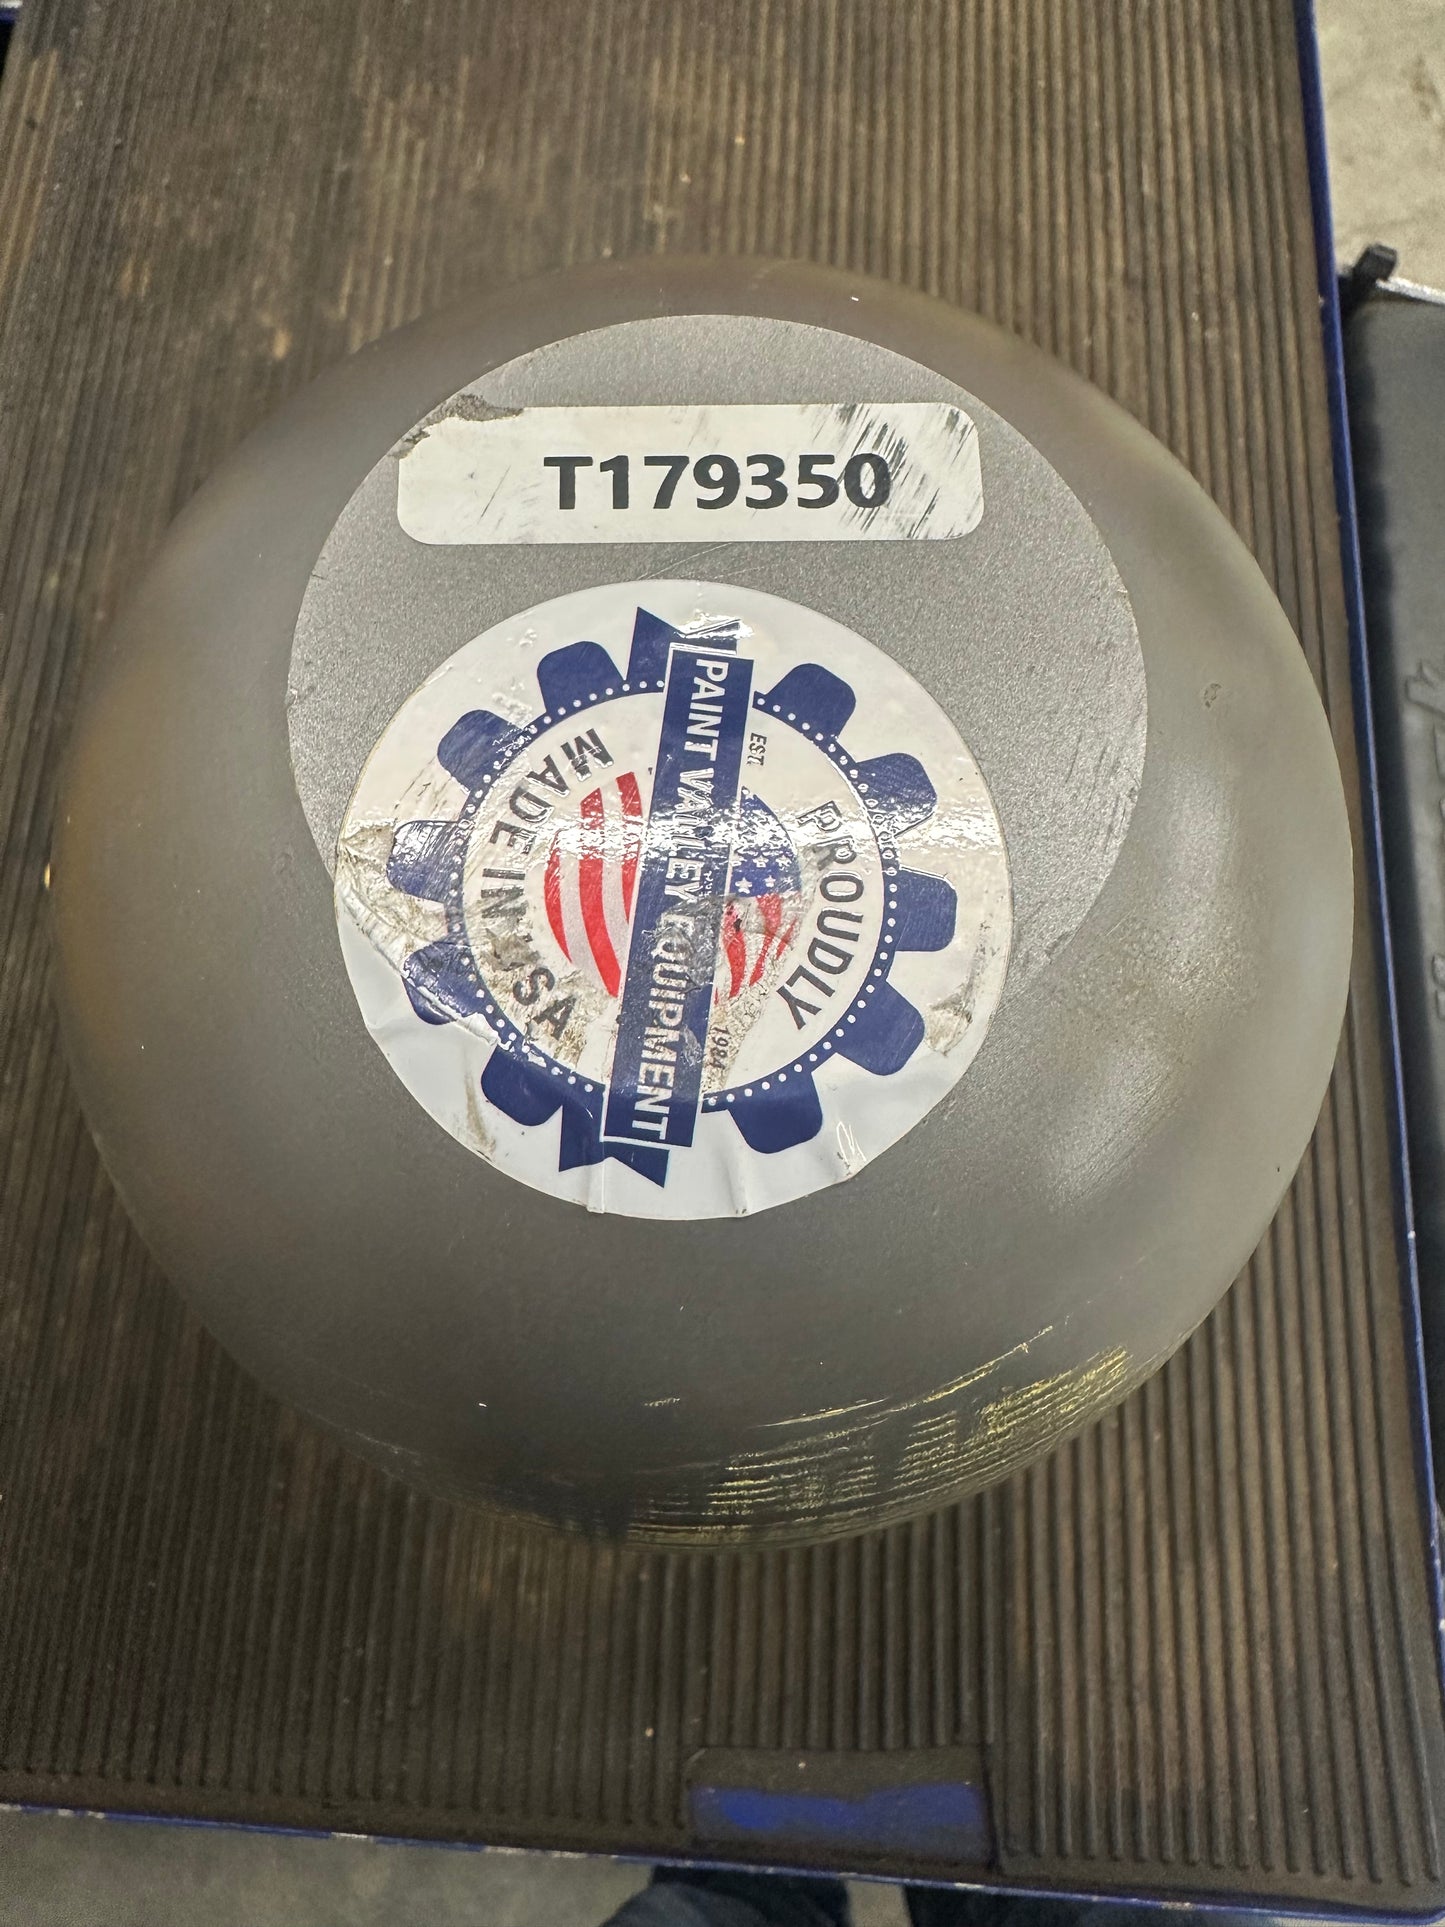 T179350
PROUDLY
EST. 1984
PAINT VALLEY EQUIPMENT
MADE IN USA